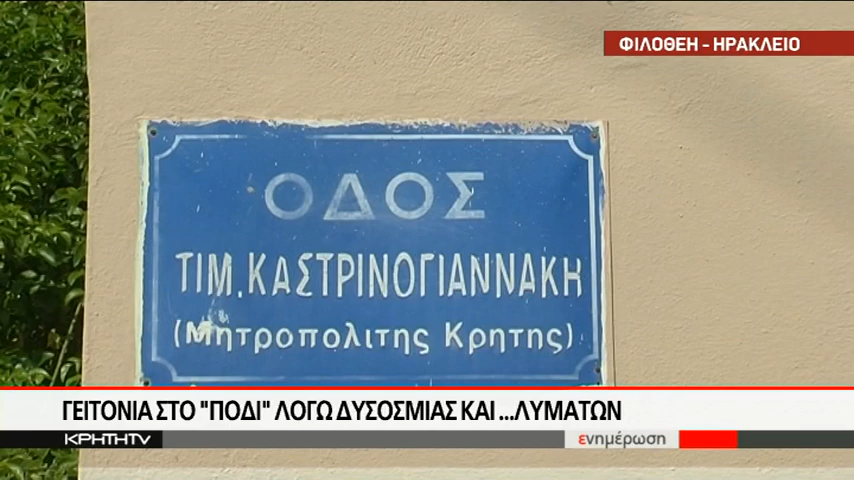 ΦΙΛΟΘΕΗ - ΗΡΑΚΛΕΙΟ
ΟΔΟΣ
ΤΙΜ. ΚΑΣΤΡΙΝΟΓΙΑΝΝΑΚΗ
(Μητροπολιτης Κρητης)
ΓΕΙΤΟΝΙΑ ΣΤΟ "ΠΟΔΙ" ΛΟΓΩ ΔΥΣΟΣΜΙΑΣ ΚΑΙ ...ΛΥΜΑΤΩΝ
ΚΡΗΤΗTV
ενημέρωση